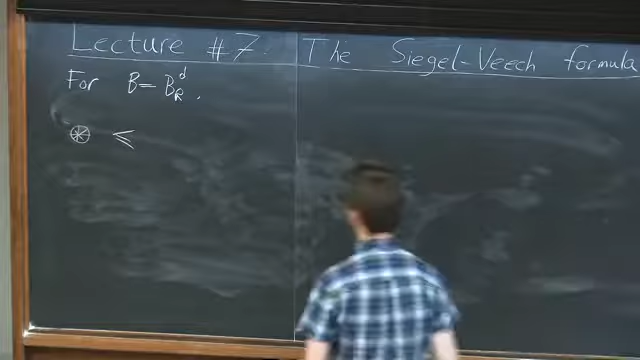 Lecture #7. The Siegel-Veech formula
For B = B_R^d.
⊛ ≤